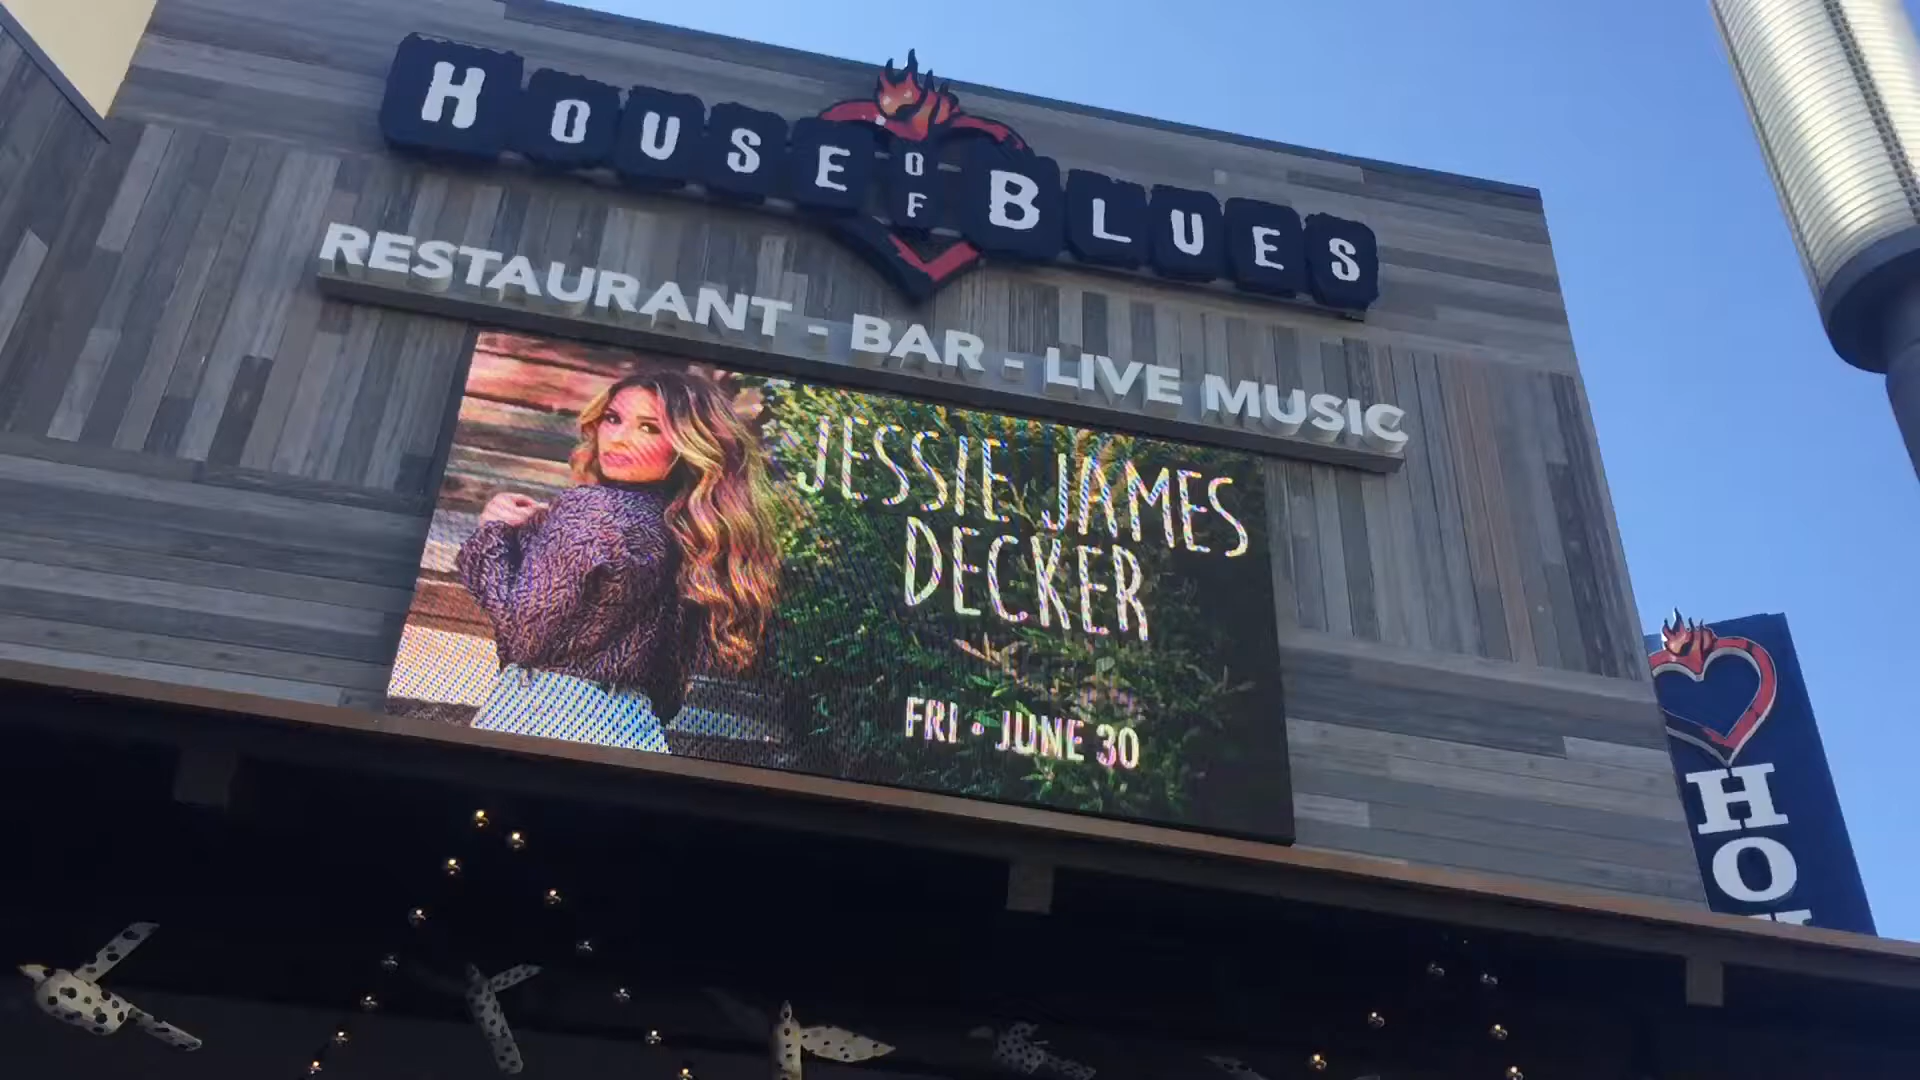 HOUSE OF BLUES
RESTAURANT - BAR - LIVE MUSIC
JESSIE JAMES
DECKER
FRI • JUNE 30
HO